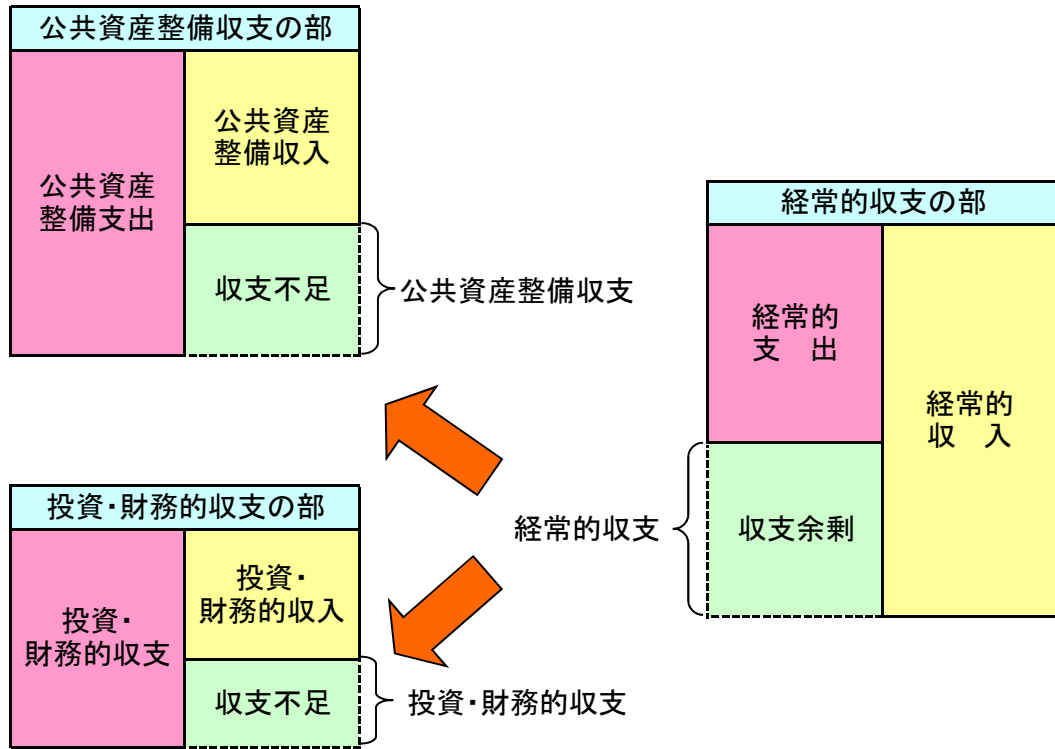 公共資産整備収支の部
公共資産
整備支出
公共資産
整備収入
収支不足
公共資産整備収支
投資・財務的収支の部
投資・
財務的収支
投資・
財務的収入
収支不足
投資・財務的収支
経常的収支の部
経常的
支　出
経常的
収　入
収支余剰
経常的収支